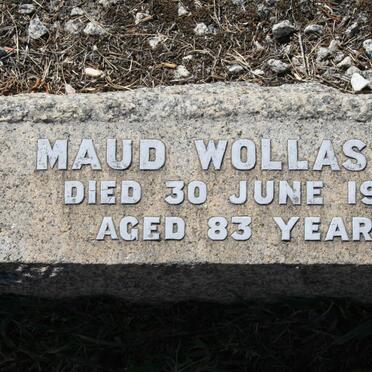 MAUD WOLLAS
DIED 30 JUNE 19
AGED 83 YEAR